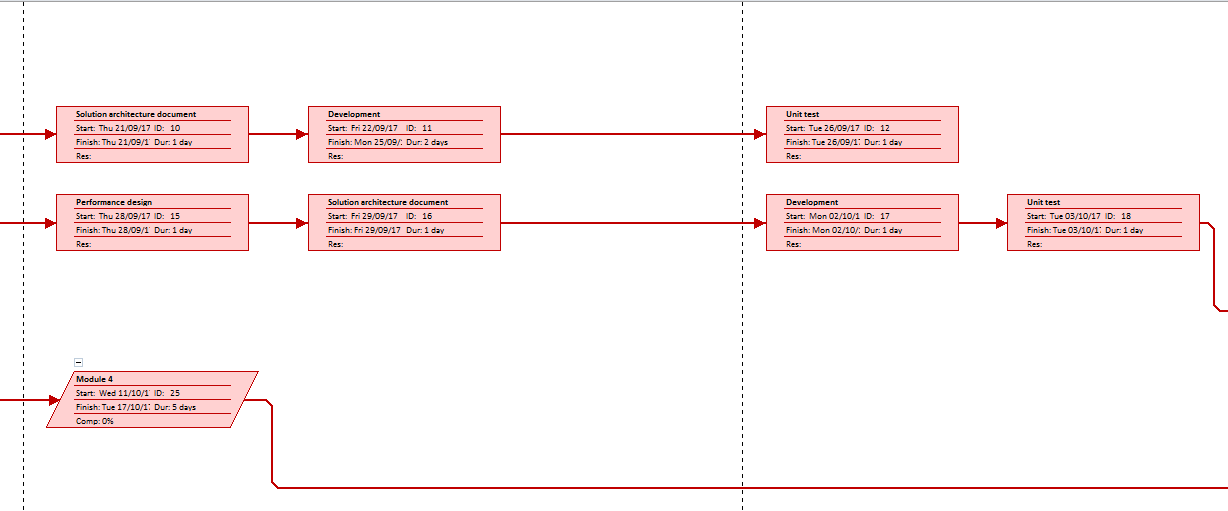 Solution architecture document
Start: Thu 21/09/17 ID: 10
Finish: Thu 21/09/1 Dur: 1 day
Res:
Development
Start: Fri 22/09/17 ID: 11
Finish: Mon 25/09/ Dur: 2 days
Res:
Unit test
Start: Tue 26/09/17 ID: 12
Finish: Tue 26/09/1 Dur: 1 day
Res:
Performance design
Start: Thu 28/09/17 ID: 15
Finish: Thu 28/09/1 Dur: 1 day
Res:
Solution architecture document
Start: Fri 29/09/17 ID: 16
Finish: Fri 29/09/17 Dur: 1 day
Res:
Development
Start: Mon 02/10/1 ID: 17
Finish: Mon 02/10/ Dur: 1 day
Res:
Unit test
Start: Tue 03/10/17 ID: 18
Finish: Tue 03/10/1 Dur: 1 day
Res:
Module 4
Start: Wed 11/10/1 ID: 25
Finish: Tue 17/10/1 Dur: 5 days
Comp: 0%